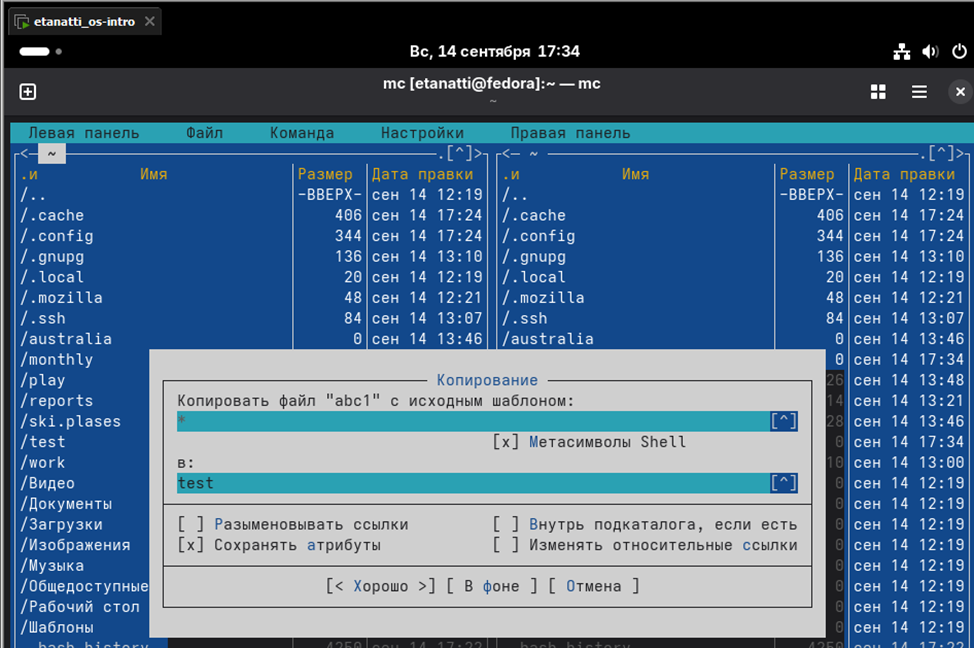 etanatti_os-intro
Вс, 14 сентября 17:34
mc [etanatti@fedora]:~ — mc
~
Левая панель Файл Команда Настройки Правая панель
<— ~ .[^]> <— ~ .[^]>
.и Имя Размер Дата правки .и Имя Размер Дата правки
/.. -ВВЕРХ- сен 14 12:19 /.. -ВВЕРХ- сен 14 12:19
/.cache 406 сен 14 17:24 /.cache 406 сен 14 17:24
/.config 344 сен 14 17:24 /.config 344 сен 14 17:24
/.gnupg 136 сен 14 13:10 /.gnupg 136 сен 14 13:10
/.local 20 сен 14 12:19 /.local 20 сен 14 12:19
/.mozilla 48 сен 14 12:21 /.mozilla 48 сен 14 12:21
/.ssh 84 сен 14 13:07 /.ssh 84 сен 14 13:07
/australia 0 сен 14 13:46 /australia 0 сен 14 13:46
/monthly 0 сен 14 17:34
/play Копирование 26 сен 14 13:48
/reports Копировать файл "abc1" с исходным шаблоном: 14 сен 14 13:21
/ski.plases * [^] 28 сен 14 13:46
/test [x] Метасимволы Shell 0 сен 14 17:34
/work в: 10 сен 14 13:00
/Видео test [^] 0 сен 14 12:19
/Документы 0 сен 14 12:19
/Загрузки [ ] Разыменовывать ссылки [ ] Внутрь подкаталога, если есть 0 сен 14 12:19
/Изображения [x] Сохранять атрибуты [ ] Изменять относительные ссылки 0 сен 14 12:19
/Музыка 0 сен 14 12:19
/Общедоступные [< Хорошо >] [ В фоне ] [ Отмена ] 0 сен 14 12:19
/Рабочий стол 0 сен 14 12:19
/Шаблоны 0 сен 14 12:19
.bash_history 4250 сен 14 17:22 .bash_history 4250 сен 14 17:22